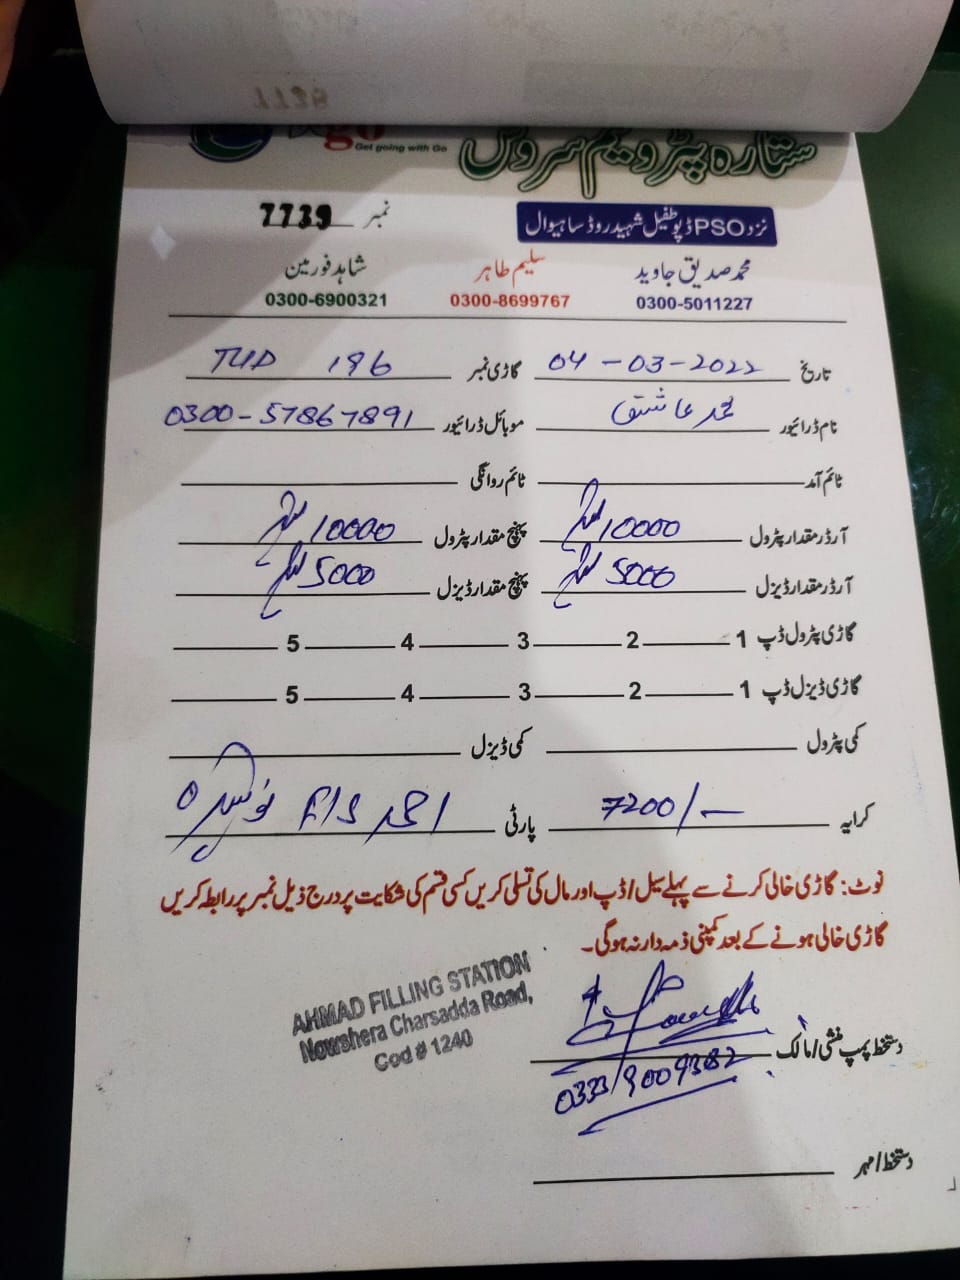 go
Get going with Go
ستارہ پٹرولیم سروس
نزد PSO ڈپو طفیل شہید روڈ ساہیوال
نمبر 7739
محمد صدیق جاوید سلیم طاہر شاہد فورمین
0300-5011227 0300-8699767 0300-6900321
تاریخ 04-03-2022 گاڑی نمبر TUD 196
نام ڈرائیور محمد عاشق موبائل ڈرائیور 0300-57867891
ٹائم آمد ٹائم روانگی
آرڈر مقدار پٹرول 10000 لیٹر پہنچ مقدار پٹرول 10000 لیٹر
آرڈر مقدار ڈیزل 5000 لیٹر پہنچ مقدار ڈیزل 5000 لیٹر
گاڑی پٹرول ڈپ 1 2 3 4 5
گاڑی ڈیزل ڈپ 1 2 3 4 5
کمی پٹرول کمی ڈیزل
کرایہ 7200/- پارٹی احمد F/S نوشہرہ
نوٹ: گاڑی خالی کرنے سے پہلے سیل/ڈپ اور مال کی تسلی کریں کسی قسم کی شکایت پر درج ذیل نمبر پر رابطہ کریں
گاڑی خالی ہونے کے بعد کمپنی ذمہ دار نہ ہوگی۔
AHMAD FILLING STATION
Nowshera Charsadda Road,
Cod # 1240
دستخط پمپ منشی/مالک
0333/9009382
دستخط/مہر